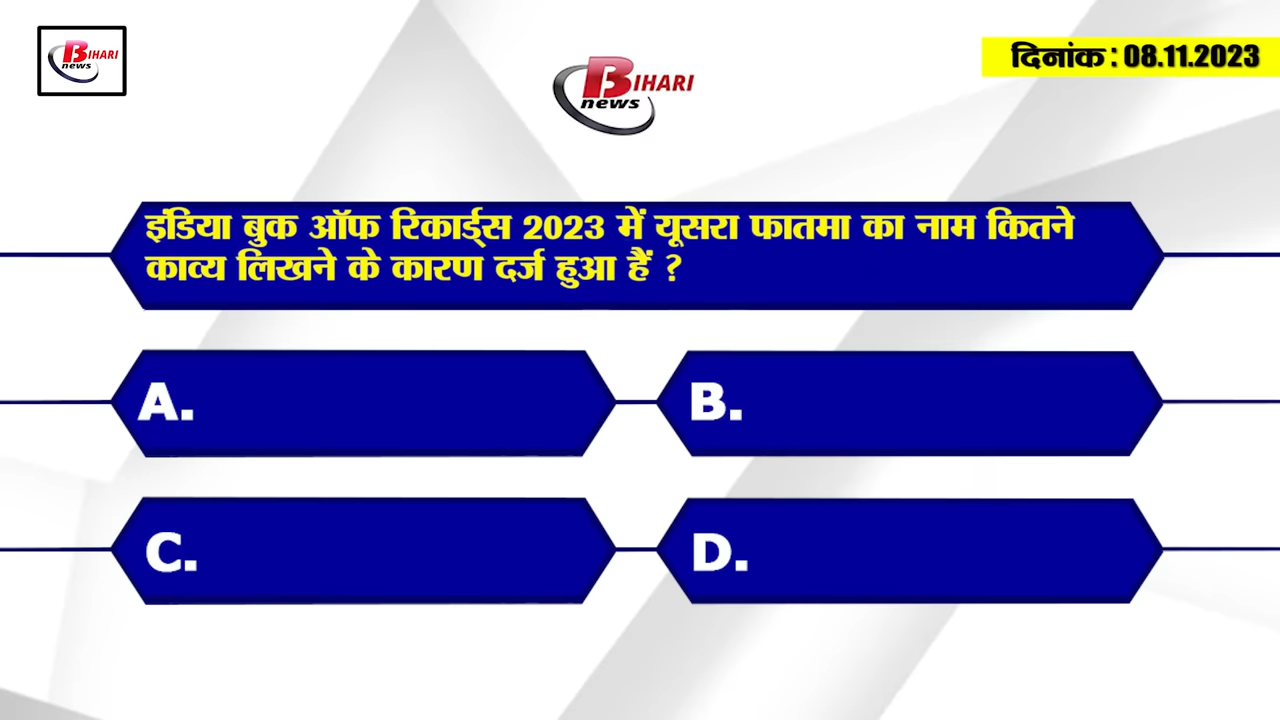 BIHARI
news
दिनांक : 08.11.2023
BIHARI
news
इंडिया बुक ऑफ रिकार्ड्स 2023 में यूसरा फातमा का नाम कितने
काव्य लिखने के कारण दर्ज हुआ हैं ?
A.
B.
C.
D.